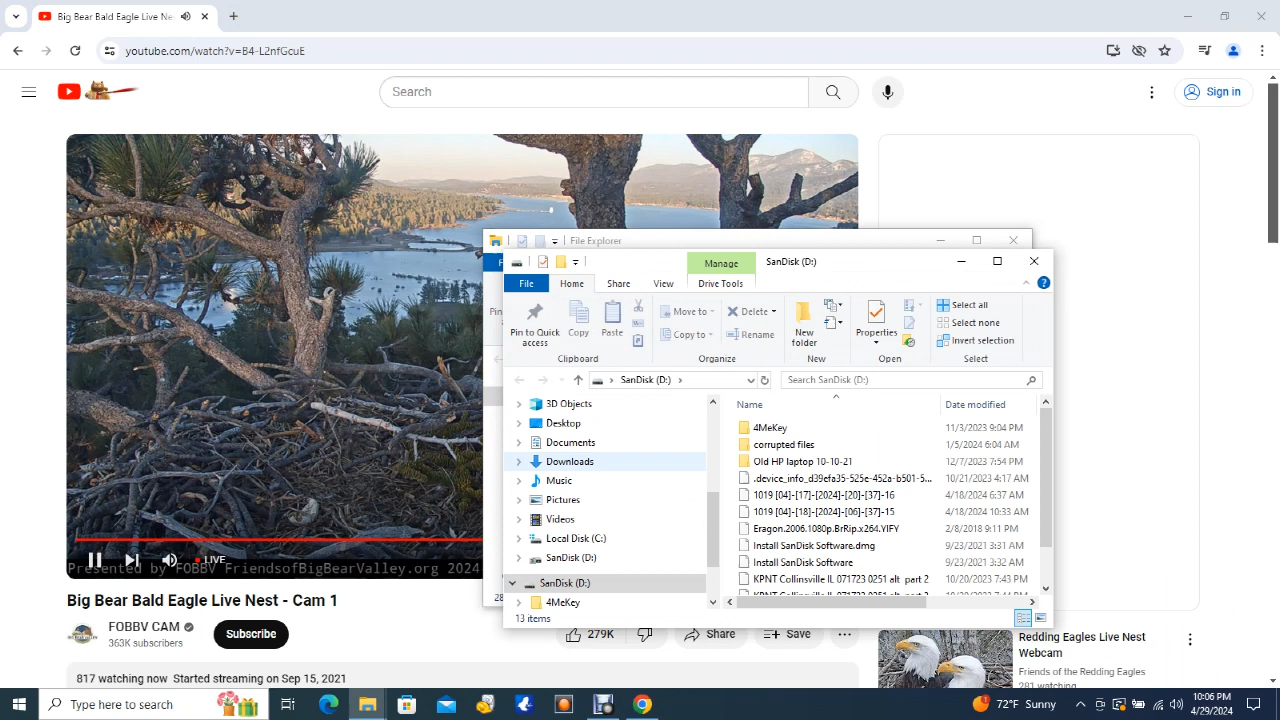 Big Bear Bald Eagle Live Ne
youtube.com/watch?v=B4-L2nfGcuE
Search
Sign in
File Explorer
Manage
SanDisk (D:)
File
Home
Share
View
Drive Tools
Pin to Quick access
Copy
Paste
Move to
Copy to
Delete
Rename
New folder
Properties
Select all
Select none
Invert selection
Clipboard
Organize
New
Open
Select
SanDisk (D:)
Search SanDisk (D:)
3D Objects
Desktop
Documents
Downloads
Music
Pictures
Videos
Local Disk (C:)
SanDisk (D:)
SanDisk (D:)
4MeKey
Name
Date modified
4MeKey 11/3/2023 9:04 PM
corrupted files 1/5/2024 6:04 AM
Old HP laptop 10-10-21 12/7/2023 7:54 PM
.device_info_d39efa35-525e-452a-b501-5... 10/21/2023 4:17 AM
1019 [04]-[17]-[2024]-[20]-[37]-16 4/18/2024 6:37 AM
1019 [04]-[18]-[2024]-[06]-[37]-15 4/18/2024 10:33 AM
Eragon.2006.1080p.BrRip.x264.YIFY 2/8/2018 9:11 PM
Install SanDisk Software.dmg 9/23/2021 3:31 AM
Install SanDisk Software 9/23/2021 3:32 AM
KPNT Collinsville IL 071723 0251 alt part 2 10/20/2023 7:43 PM
13 items
LIVE
Presented by FOBBV FriendsofBigBearValley.org 2024
Big Bear Bald Eagle Live Nest - Cam 1
FOBBV CAM
363K subscribers
Subscribe
279K
Share
Save
817 watching now Started streaming on Sep 15, 2021
Redding Eagles Live Nest Webcam
Friends of the Redding Eagles
281 watching
Type here to search
72°F Sunny
10:06 PM
4/29/2024